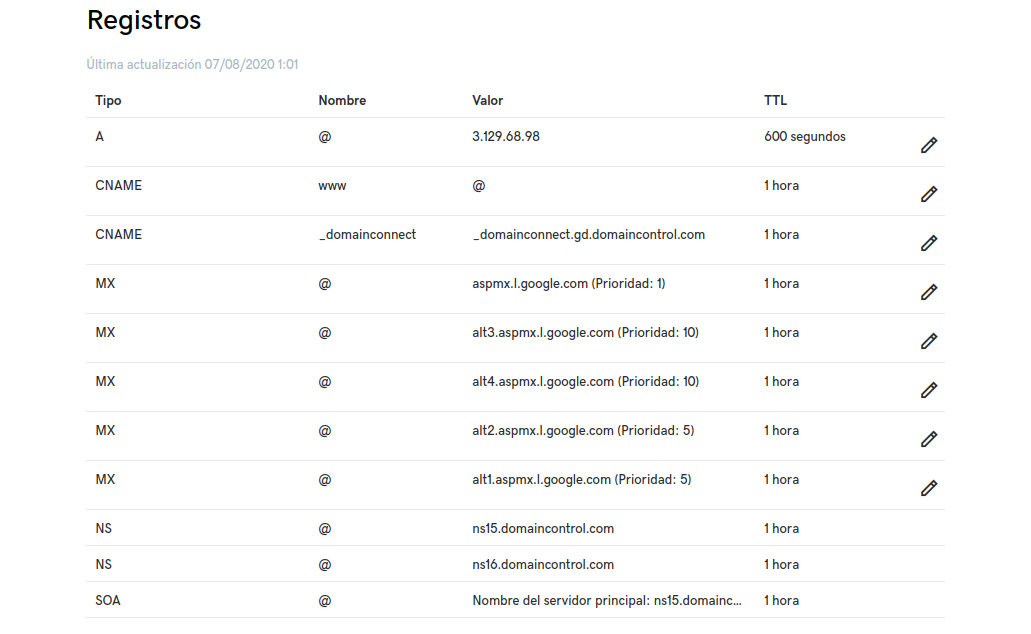 Registros
Última actualización 07/08/2020 1:01
Tipo Nombre Valor TTL
A @ 3.129.68.98 600 segundos
CNAME www @ 1 hora
CNAME _domainconnect _domainconnect.gd.domaincontrol.com 1 hora
MX @ aspmx.l.google.com (Prioridad: 1) 1 hora
MX @ alt3.aspmx.l.google.com (Prioridad: 10) 1 hora
MX @ alt4.aspmx.l.google.com (Prioridad: 10) 1 hora
MX @ alt2.aspmx.l.google.com (Prioridad: 5) 1 hora
MX @ alt1.aspmx.l.google.com (Prioridad: 5) 1 hora
NS @ ns15.domaincontrol.com 1 hora
NS @ ns16.domaincontrol.com 1 hora
SOA @ Nombre del servidor principal: ns15.domainc... 1 hora